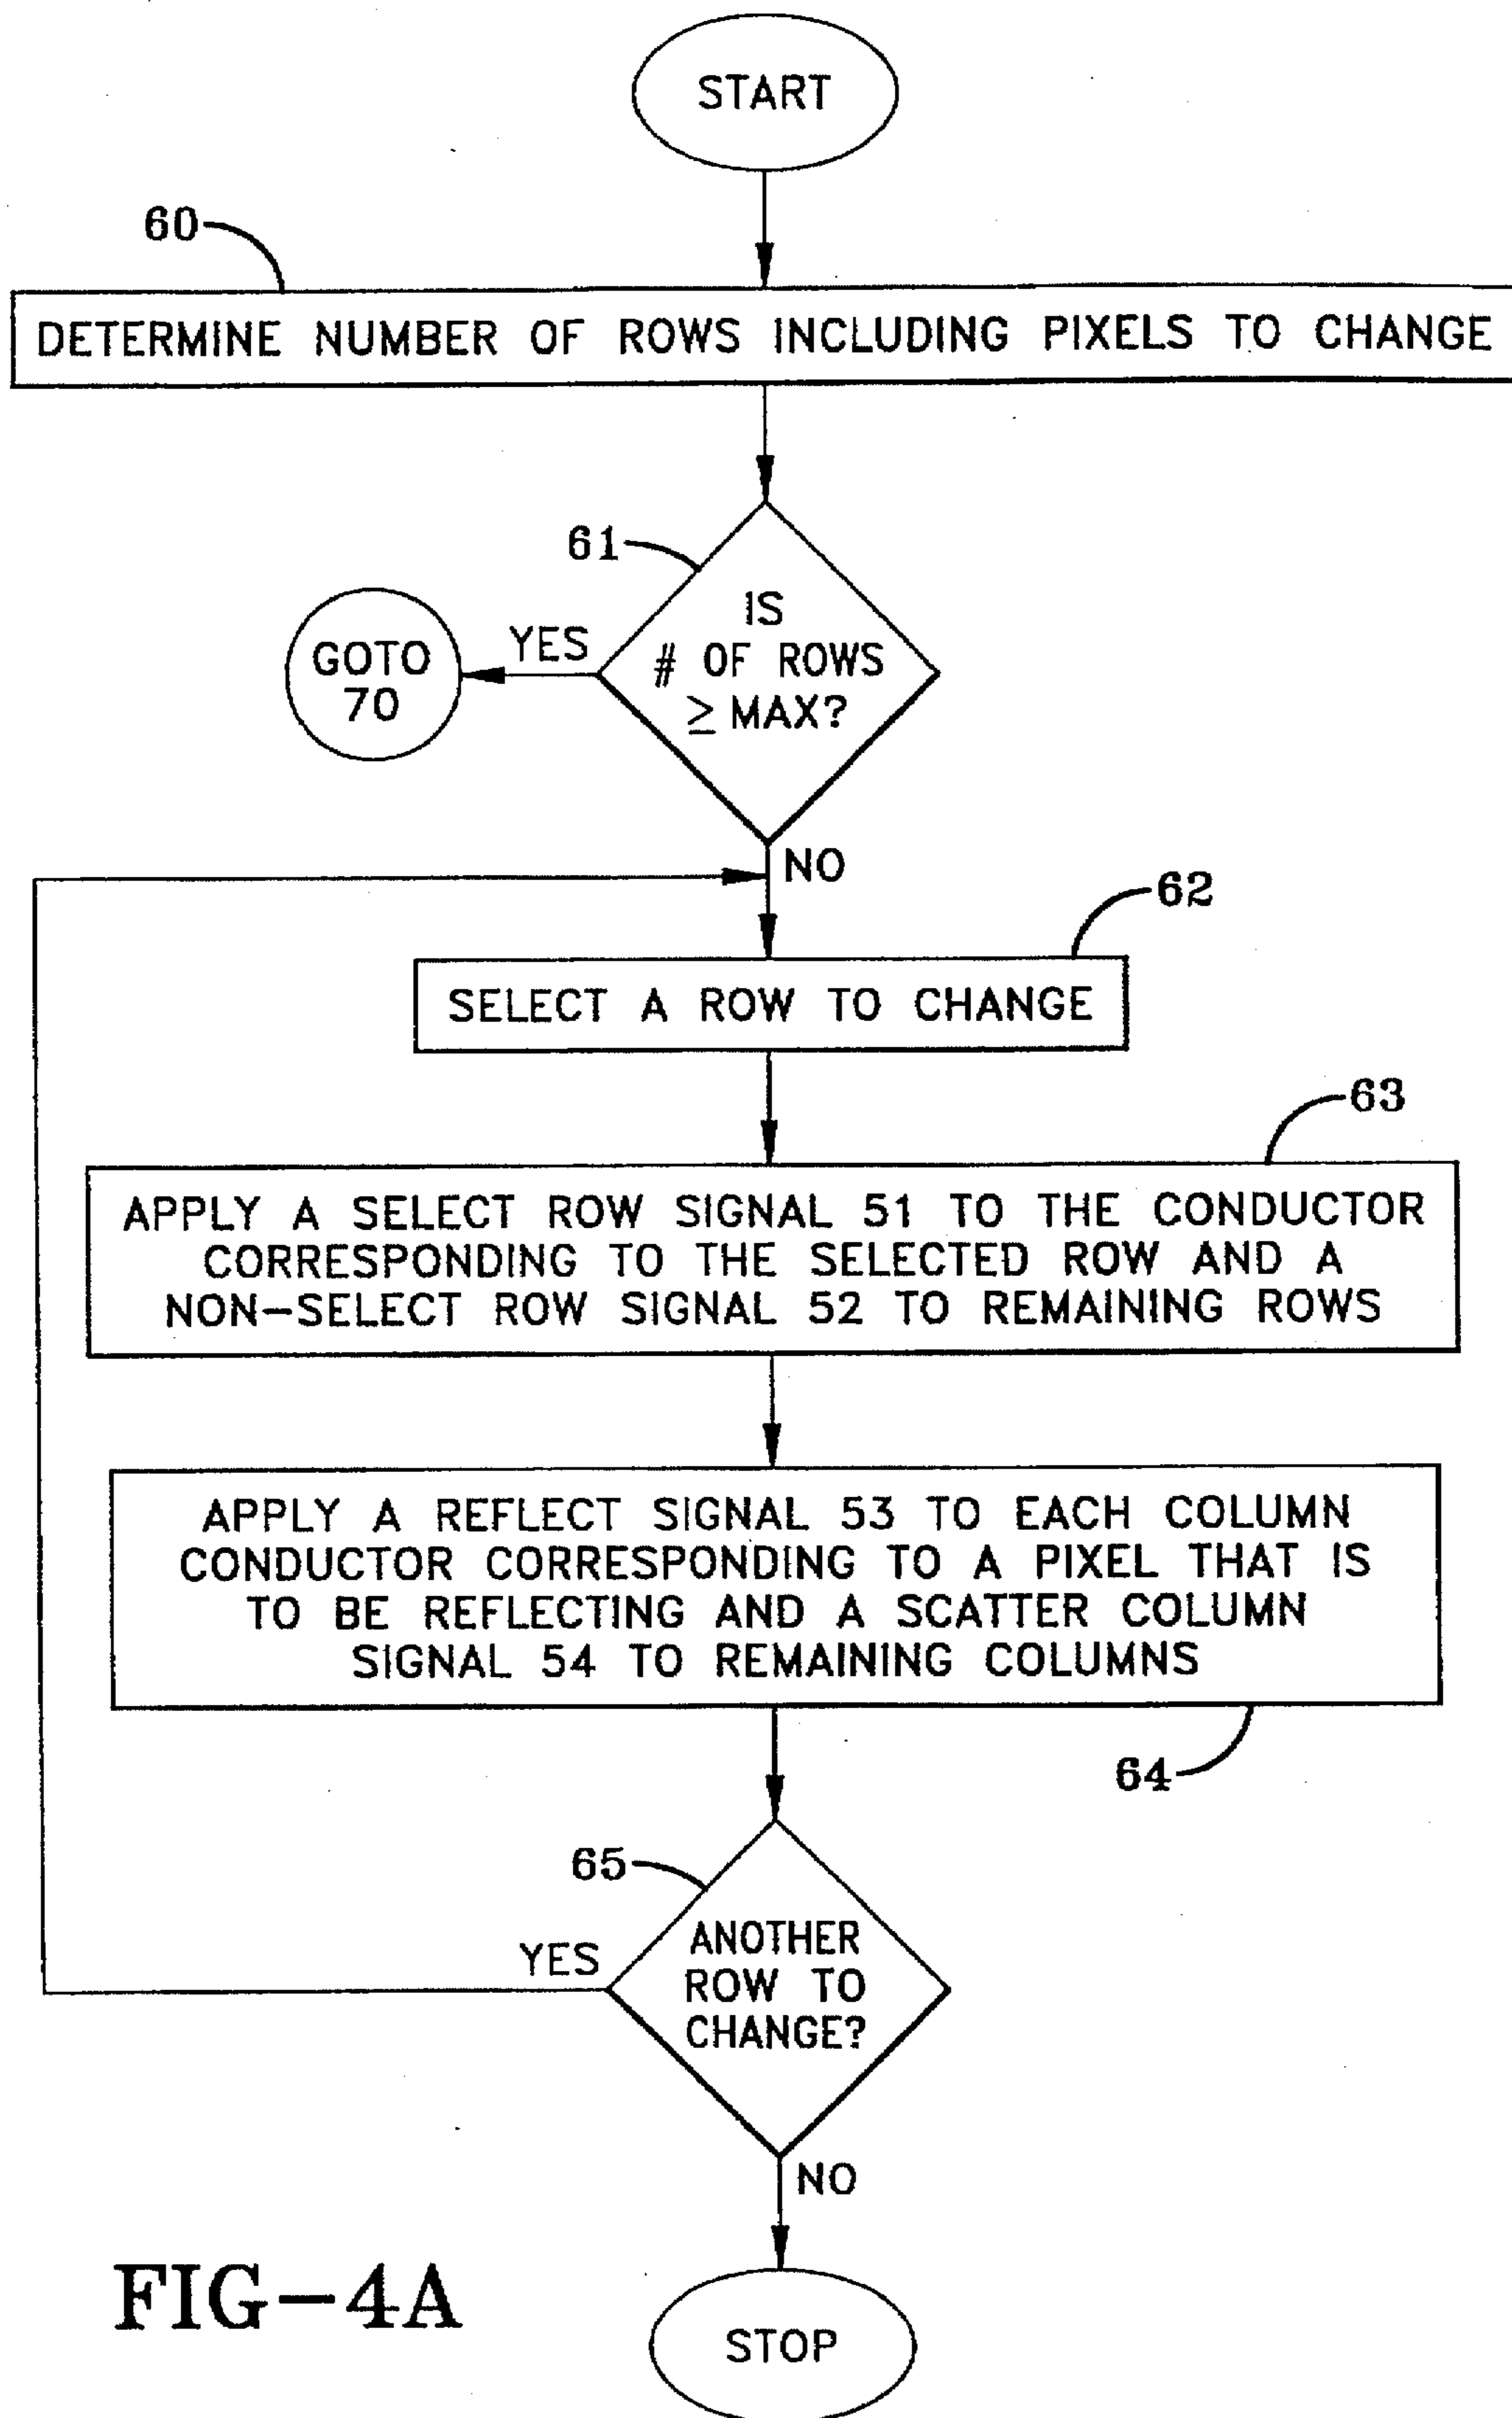 START
60
DETERMINE NUMBER OF ROWS INCLUDING PIXELS TO CHANGE
61
IS
# OF ROWS
≥ MAX?
YES
GOTO
70
NO
62
SELECT A ROW TO CHANGE
63
APPLY A SELECT ROW SIGNAL 51 TO THE CONDUCTOR
CORRESPONDING TO THE SELECTED ROW AND A
NON-SELECT ROW SIGNAL 52 TO REMAINING ROWS
APPLY A REFLECT SIGNAL 53 TO EACH COLUMN
CONDUCTOR CORRESPONDING TO A PIXEL THAT IS
TO BE REFLECTING AND A SCATTER COLUMN
SIGNAL 54 TO REMAINING COLUMNS
64
65
ANOTHER
ROW TO
CHANGE?
YES
NO
STOP
FIG-4A